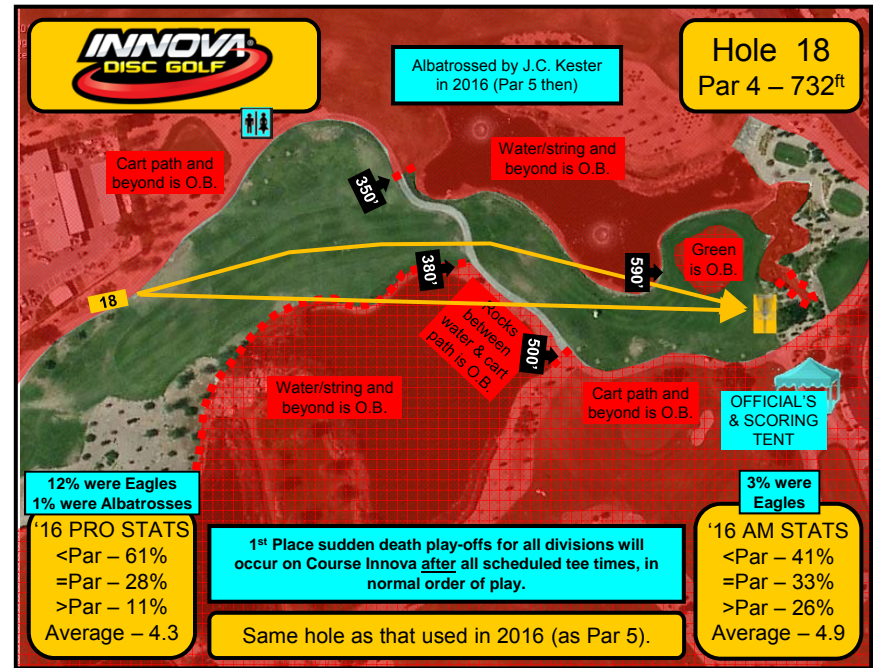 INNOVA®
DISC GOLF
Albatrossed by J.C. Kester
in 2016 (Par 5 then)
Hole 18
Par 4 – 732ft
Cart path and
beyond is O.B.
Water/string and
beyond is O.B.
350'
Green
is O.B.
590'
380'
18
Rocks
between
water & cart
path is O.B
500'
Water/string and
beyond is O.B.
Cart path and
beyond is O.B.
OFFICIAL'S
& SCORING
TENT
12% were Eagles
1% were Albatrosses
'16 PRO STATS
<Par – 61%
=Par – 28%
>Par – 11%
Average – 4.3
1st Place sudden death play-offs for all divisions will
occur on Course Innova after all scheduled tee times, in
normal order of play.
Same hole as that used in 2016 (as Par 5).
3% were
Eagles
'16 AM STATS
<Par – 41%
=Par – 33%
>Par – 26%
Average – 4.9